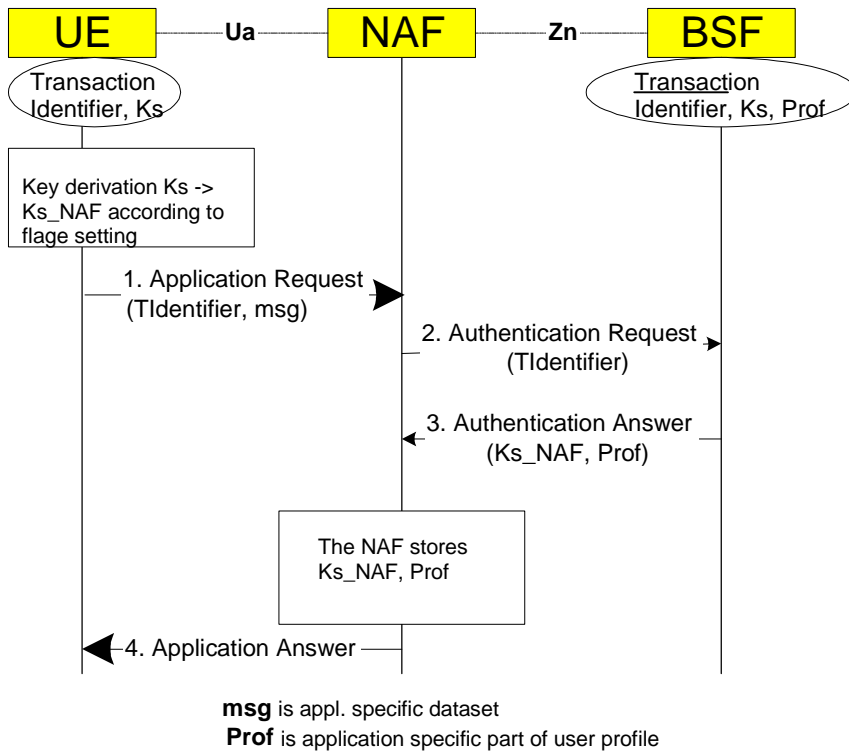 UE Ua NAF Zn BSF
Transaction
Identifier, Ks
Transaction
Identifier, Ks, Prof
Key derivation Ks ->
Ks_NAF according to
flage setting
1. Application Request
(TIdentifier, msg)
2. Authentication Request
(TIdentifier)
3. Authentication Answer
(Ks_NAF, Prof)
The NAF stores
Ks_NAF, Prof
4. Application Answer
msg is appl. specific dataset
Prof is application specific part of user profile